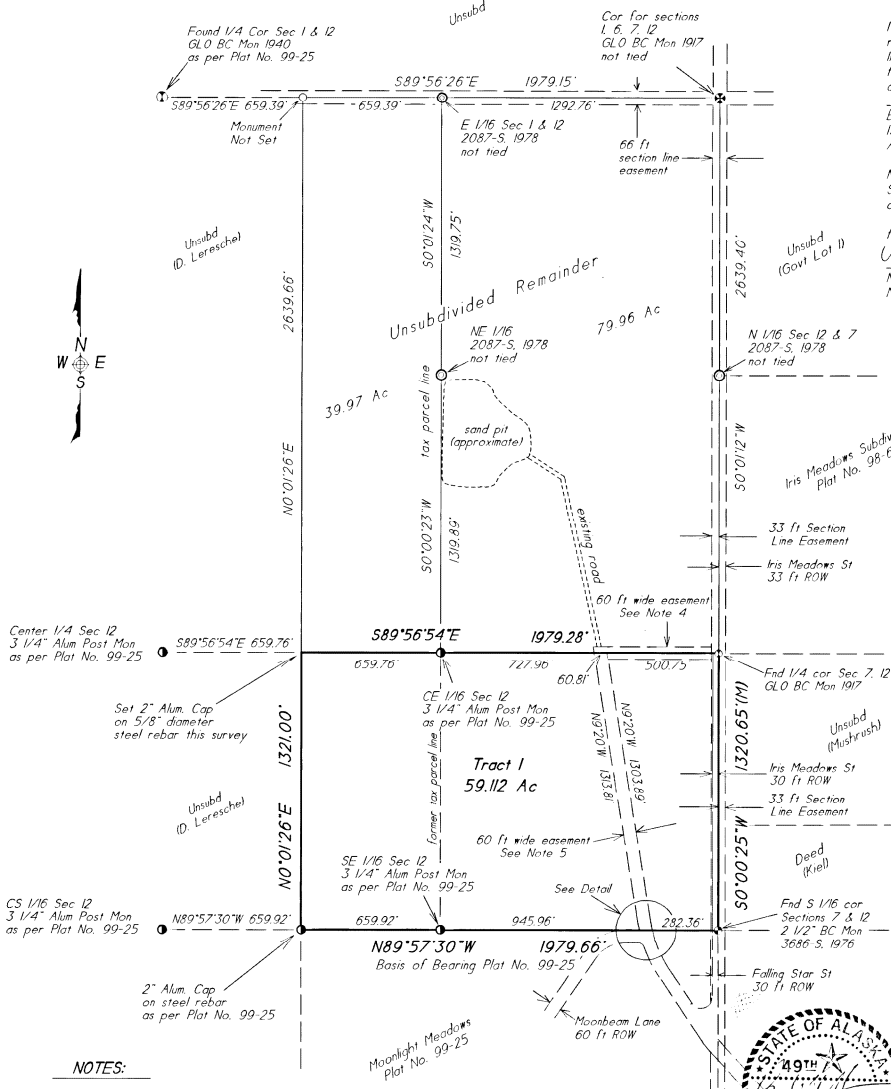 Unsubd
Found 1/4 Cor Sec 1 & 12
GLO BC Mon 1940
as per Plat No. 99-25
Cor for sections
1, 6, 7, 12
GLO BC Mon 1917
not tied
S89°56'26"E 1979.15'
S89°56'26"E 659.39'
659.39'
1292.76'
Monument
Not Set
E 1/16 Sec 1 & 12
2087-S, 1978
not tied
66 ft
section line
easement
Unsubd
(D. Leresche)
S0°01'24"W
1319.75'
2639.66'
N0°01'26"E
Unsubdivided Remainder
39.97 Ac
79.96 Ac
2639.40'
S0°01'21"W
Unsubd
(Govt Lot 1)
N
W E
S
NE 1/16
2087-S, 1978
not tied
N 1/16 Sec 12 & 7
2087-S, 1978
not tied
tax parcel line
sand pit
(approximate)
S0°00'23"W
1319.89'
existing road
Iris Meadows Subdiv
Plat No. 98-6
33 ft Section
Line Easement
Iris Meadows St
33 ft ROW
60 ft wide easement
See Note 4
Center 1/4 Sec 12
3 1/4" Alum Post Mon
as per Plat No. 99-25
S89°56'54"E 659.76'
S89°56'54"E 1979.28'
659.76'
727.96
60.81'
500.75'
Fnd 1/4 cor Sec 7, 12
GLO BC Mon 1917
Set 2" Alum. Cap
on 5/8" diameter
steel rebar this survey
CE 1/16 Sec 12
3 1/4" Alum Post Mon
as per Plat No. 99-25
1321.00'
N0°01'26"E
former tax parcel line
Tract 1
59.112 Ac
N9°20'W 1313.81'
N9°20'W 1303.89'
1320.59'(M)
S0°00'52"W
Unsubd
(Mushrush)
Iris Meadows St
30 ft ROW
33 ft Section
Line Easement
Unsubd
(D. Leresche)
60 ft wide easement
See Note 5
Deed
(Kiel)
SE 1/16 Sec 12
3 1/4" Alum Post Mon
as per Plat No. 99-25
See Detail
CS 1/16 Sec 12
3 1/4" Alum Post Mon
as per Plat No. 99-25
N89°57'30"W 659.92'
659.92'
945.96'
282.36'
Fnd S 1/16 cor
Sections 7 & 12
2 1/2" BC Mon
3686-S, 1976
N89°57'30"W 1979.66'
Basis of Bearing Plat No. 99-25
2" Alum. Cap
on steel rebar
as per Plat No. 99-25
Falling Star St
30 ft ROW
Moonbeam Lane
60 ft ROW
Moonlight Meadows
Plat No. 99-25
NOTES:
STATE OF ALASKA
49TH